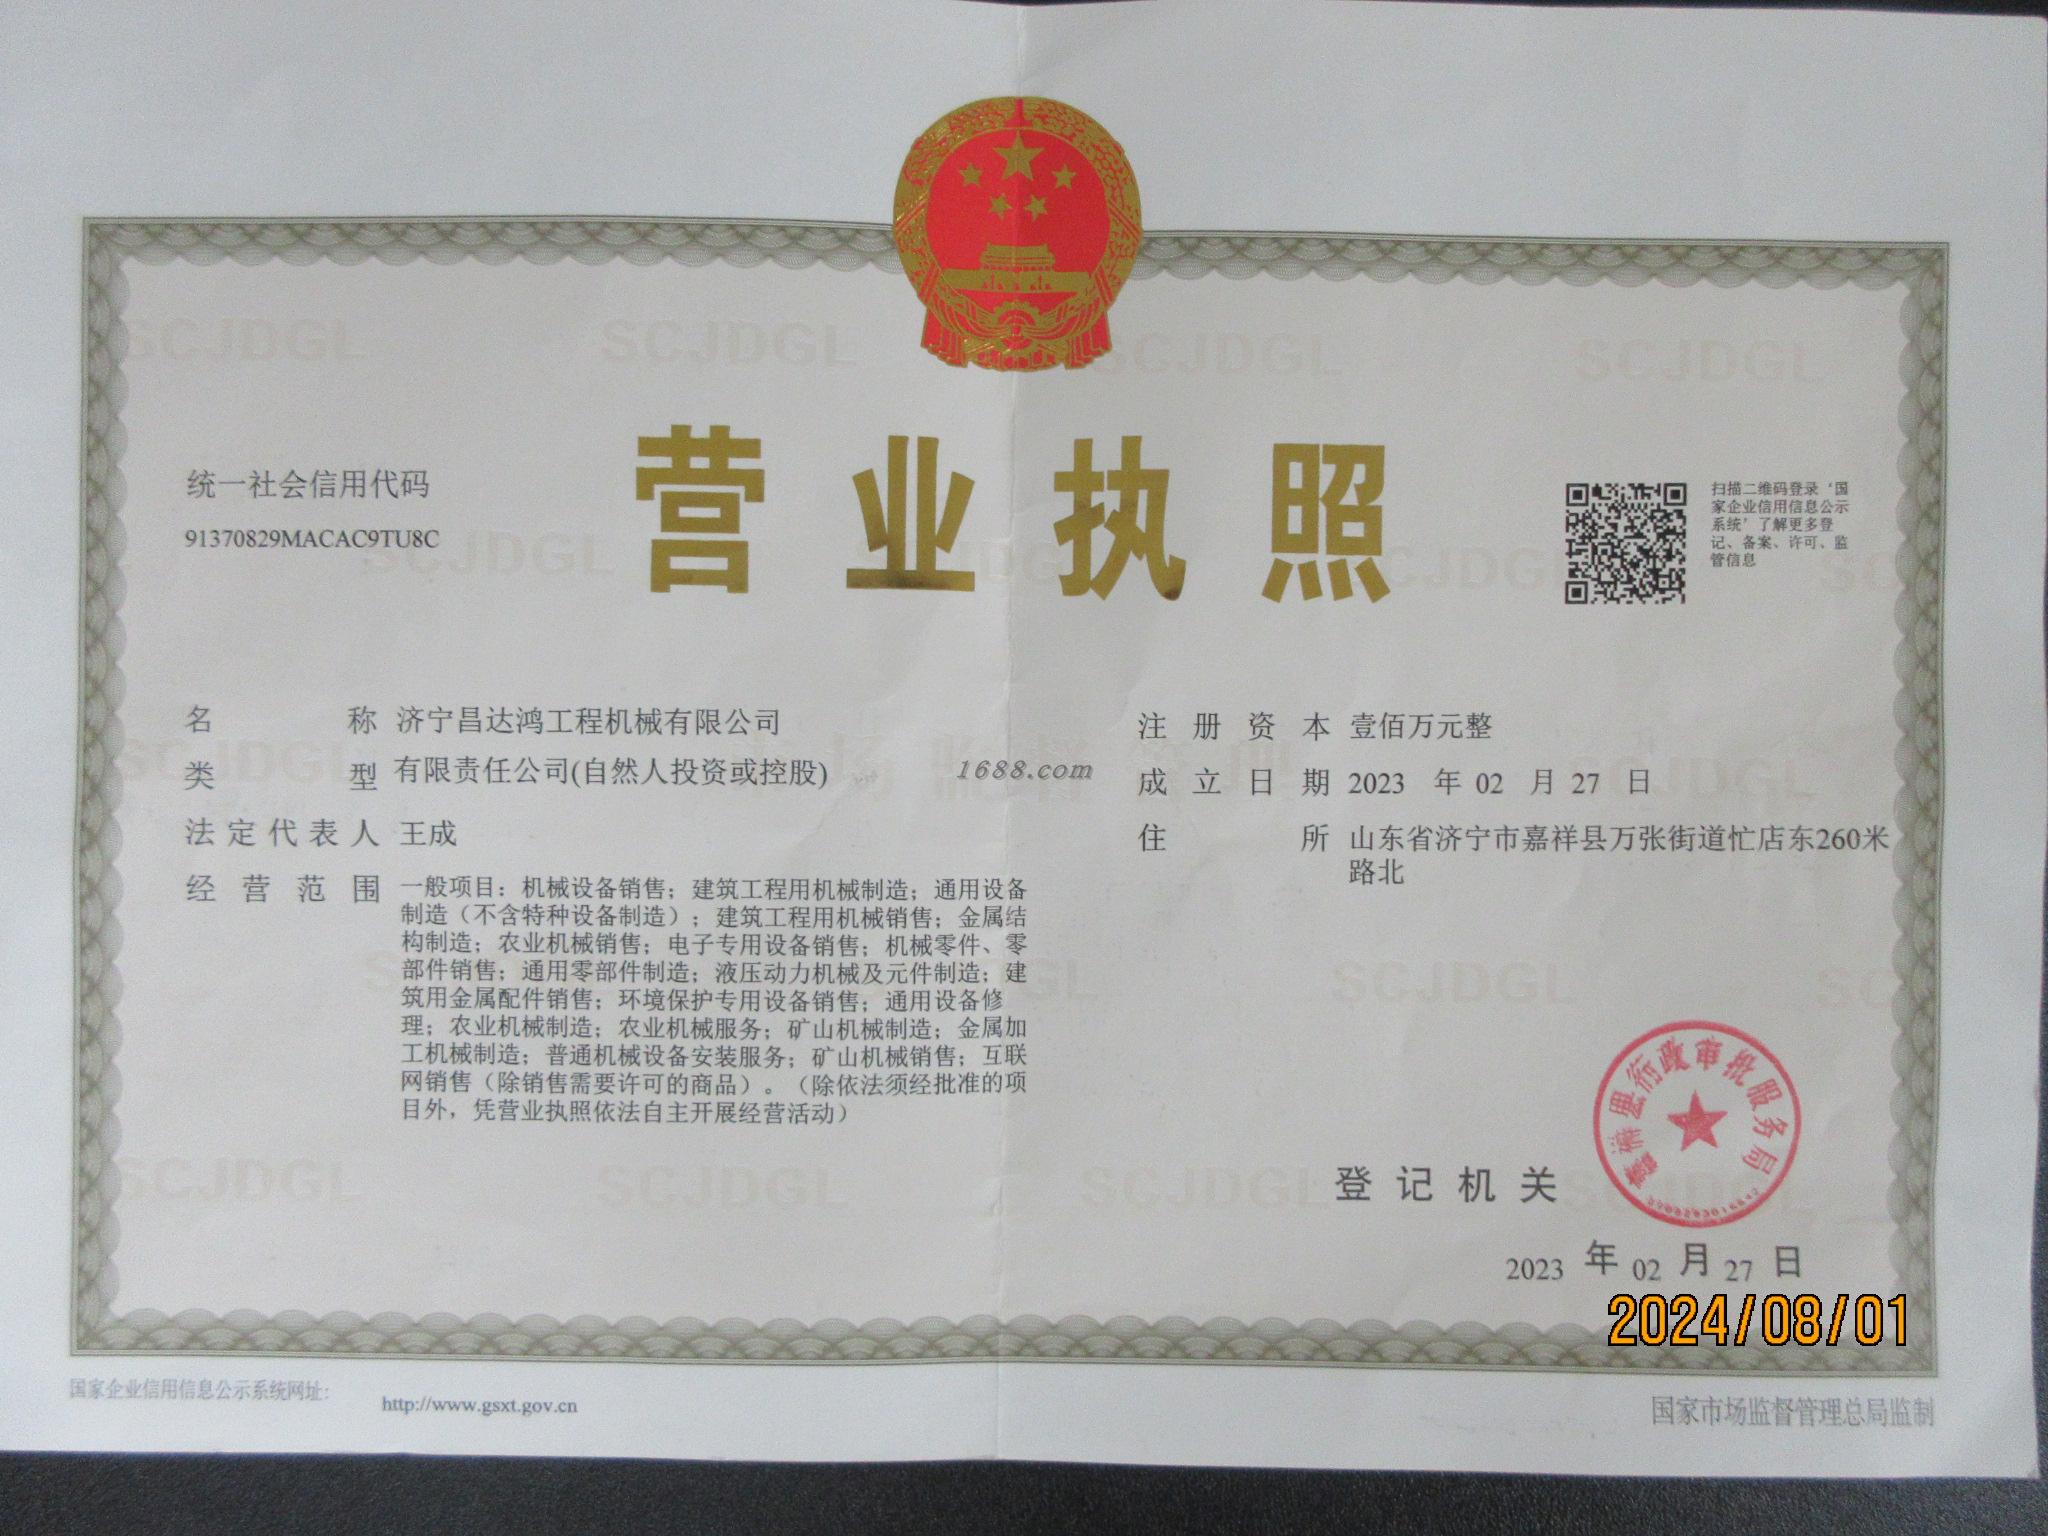 营业执照
统一社会信用代码
91370829MACAC9TU8C
扫描二维码登录‘国
家企业信用信息公示
系统’了解更多登
记、备案、许可、监
管信息
名称 济宁昌达鸿工程机械有限公司
类型 有限责任公司(自然人投资或控股)
法定代表人 王成
经营范围 一般项目：机械设备销售；建筑工程用机械制造；通用设备
制造（不含特种设备制造）；建筑工程用机械销售；金属结
构制造；农业机械销售；电子专用设备销售；机械零件、零
部件销售；通用零部件制造；液压动力机械及元件制造；建
筑用金属配件销售；环境保护专用设备销售；通用设备修
理；农业机械制造；农业机械服务；矿山机械制造；金属加
工机械制造；普通机械设备安装服务；矿山机械销售；互联
网销售（除销售需要许可的商品）。（除依法须经批准的项
目外，凭营业执照依法自主开展经营活动）
1688.com
注册资本 壹佰万元整
成立日期 2023 年 02 月 27 日
住所 山东省济宁市嘉祥县万张街道忙店东260米
路北
登记机关
嘉祥县行政审批服务局
2023 年 02 月 27 日
2024/08/01
国家企业信用信息公示系统网址：
http://www.gsxt.gov.cn
国家市场监督管理总局监制